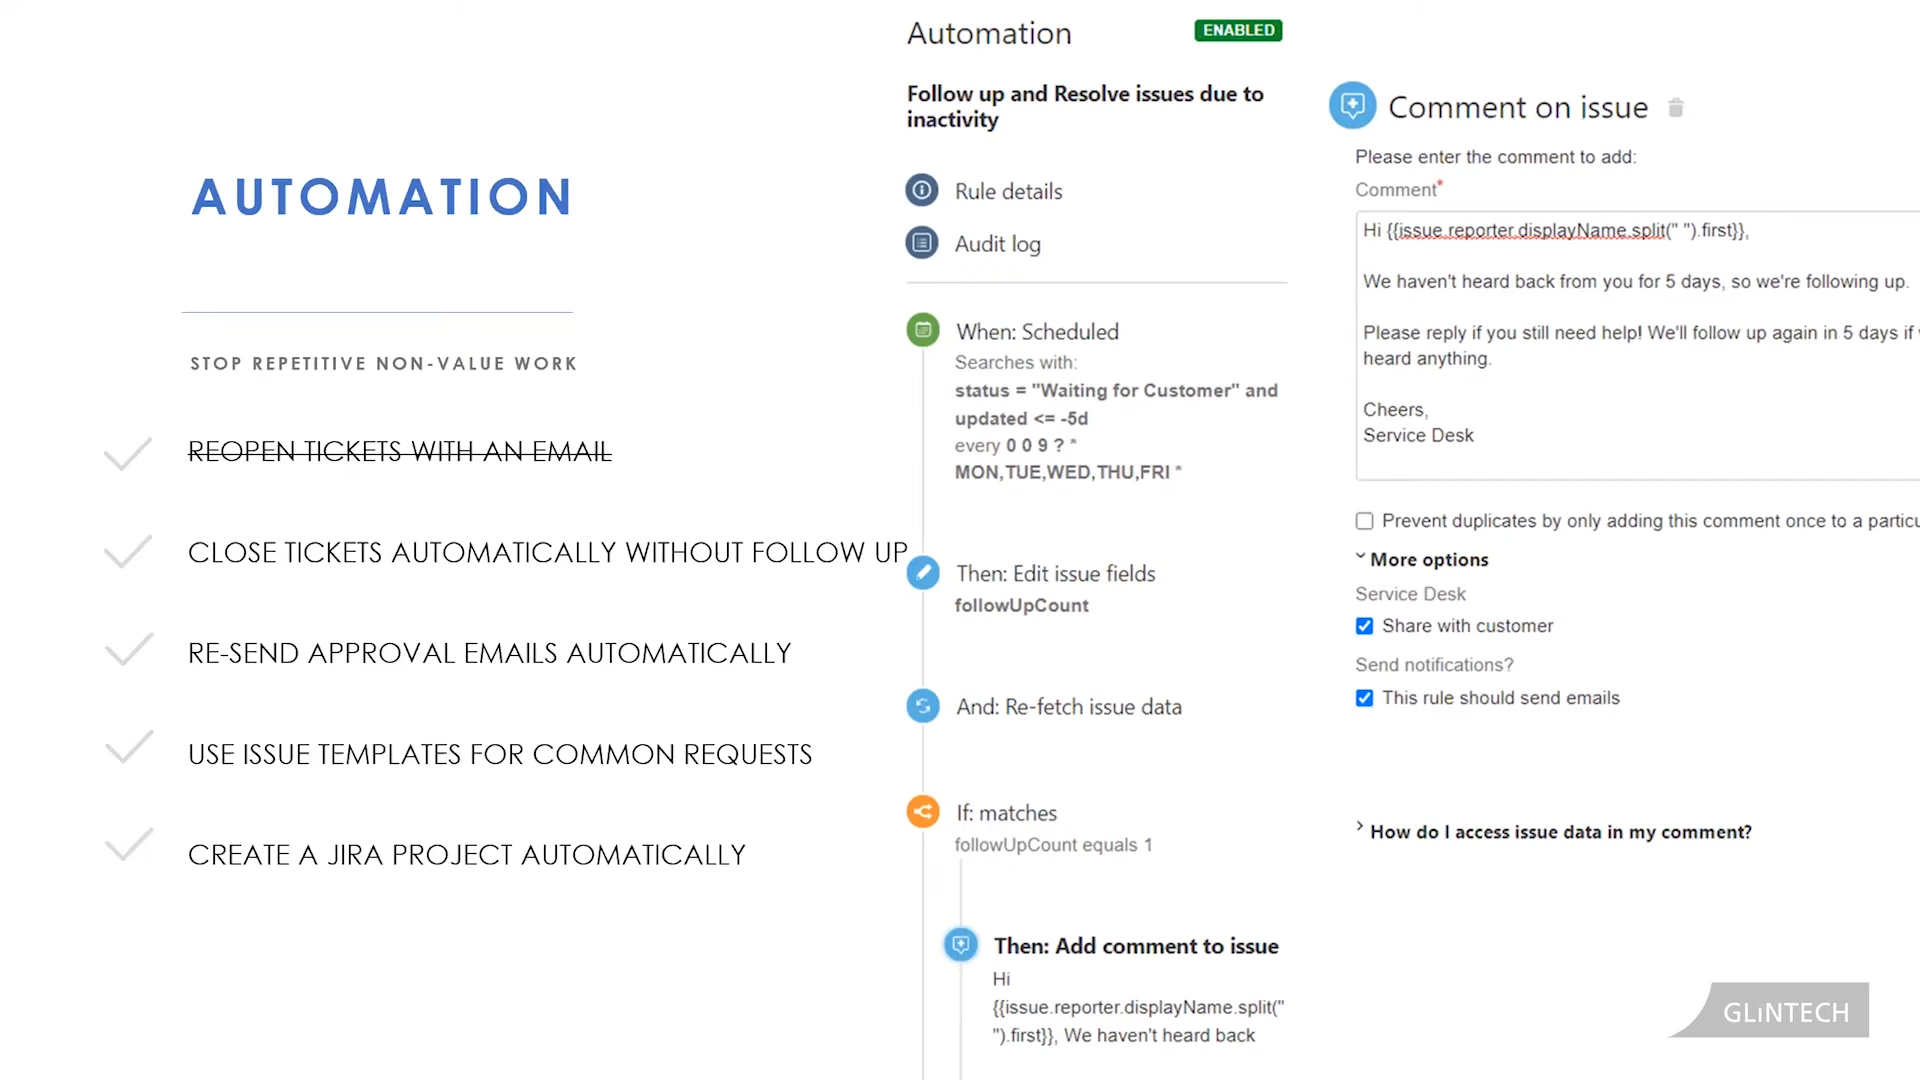 AUTOMATION
STOP REPETITIVE NON-VALUE WORK
REOPEN TICKETS WITH AN EMAIL
CLOSE TICKETS AUTOMATICALLY WITHOUT FOLLOW UP
RE-SEND APPROVAL EMAILS AUTOMATICALLY
USE ISSUE TEMPLATES FOR COMMON REQUESTS
CREATE A JIRA PROJECT AUTOMATICALLY
Automation
ENABLED
Follow up and Resolve issues due to
inactivity
Rule details
Audit log
When: Scheduled
Searches with:
status = "Waiting for Customer" and
updated <= -5d
every 0 0 9 ? *
MON,TUE,WED,THU,FRI *
Then: Edit issue fields
followUpCount
And: Re-fetch issue data
If: matches
followUpCount equals 1
Then: Add comment to issue
Hi
{{issue.reporter.displayName.split("
").first}}, We haven't heard back
Comment on issue
Please enter the comment to add:
Comment*
Hi {{issue.reporter.displayName.split(" ").first}},
We haven't heard back from you for 5 days, so we're following up.
Please reply if you still need help! We'll follow up again in 5 days if
heard anything.
Cheers,
Service Desk
Prevent duplicates by only adding this comment once to a
More options
Service Desk
Share with customer
Send notifications?
This rule should send emails
How do I access issue data in my comment?
GLiNTECH